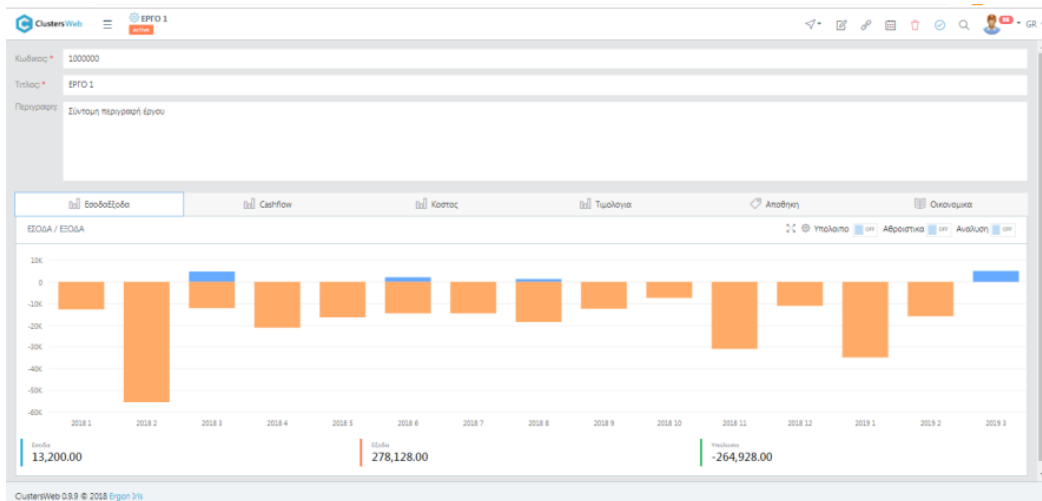 ClustersWeb
ΕΡΓΟ 1
active
GR
Κωδικος: * 1000000
Τιτλος: * ΕΡΓΟ 1
Περιγραφη: Σύντομη περιγραφή έργου
ΕσοδαΕξοδα Cashflow Κοστος Τιμολογια Αποθηκη Οικονομικα
ΕΣΟΔΑ / ΕΞΟΔΑ Υπολοιπο OFF Αθροιστικα OFF Αναλυση OFF
10K
0
-10K
-20K
-30K
-40K
-50K
-60K
2018 1 2018 2 2018 3 2018 4 2018 5 2018 6 2018 7 2018 8 2018 9 2018 10 2018 11 2018 12 2019 1 2019 2 2019 3
Εσοδα Εξοδα Υπολοιπο
13,200.00 278,128.00 -264,928.00
ClustersWeb 0.9.9 © 2018 Ergon Iris